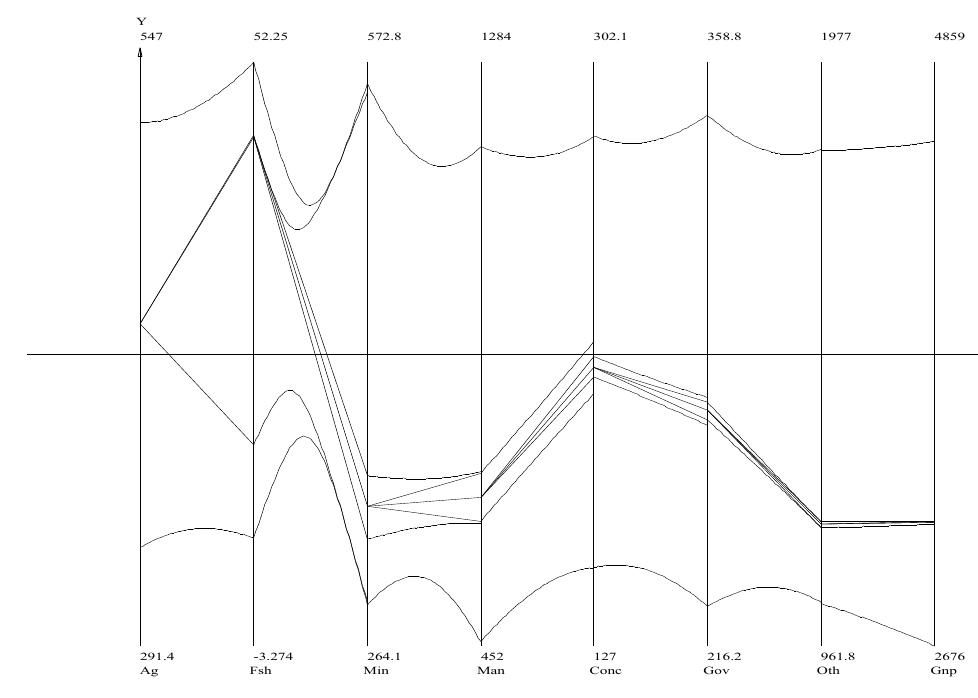 Y
547 52.25 572.8 1284 302.1 358.8 1977 4859
291.4 -3.274 264.1 452 127 216.2 961.8 2676
Ag Fsh Min Man Conc Gov Oth Gnp